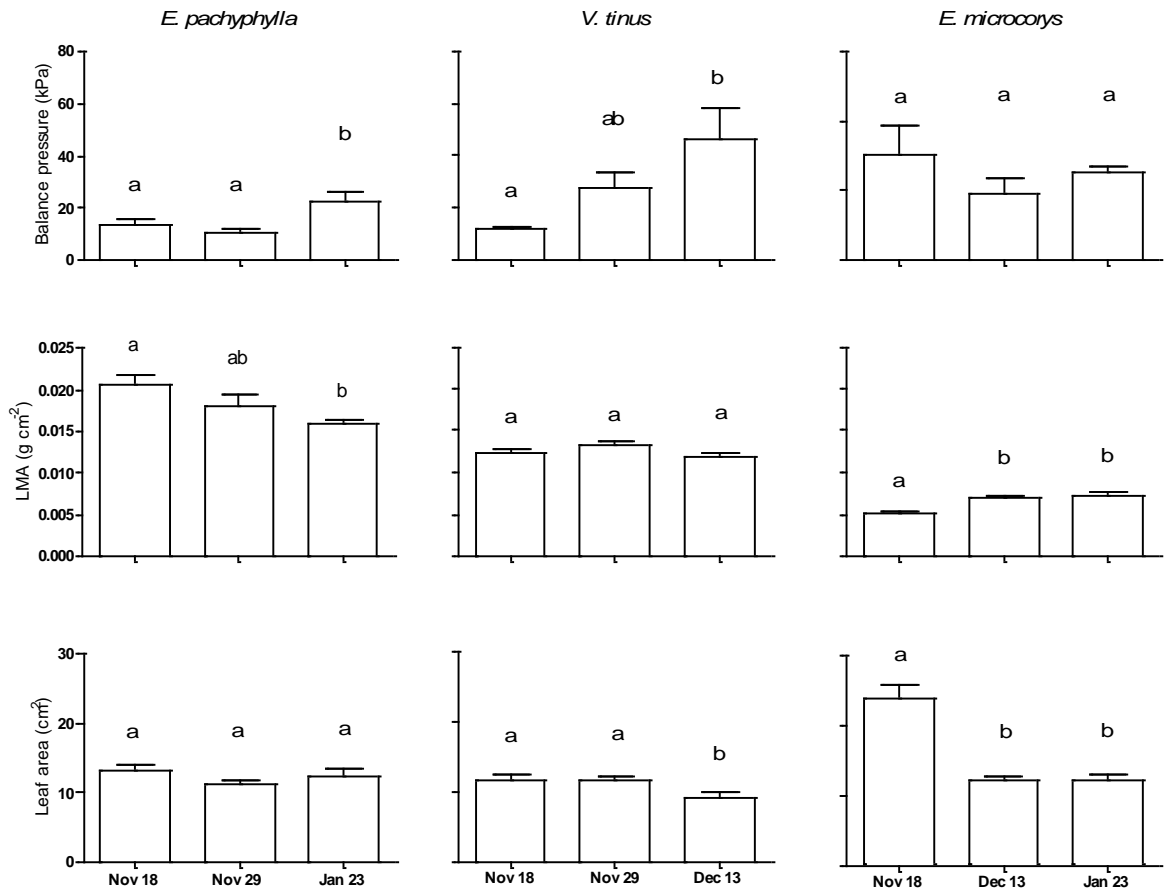 E. pachyphylla
V. tinus
E. microcorys
Balance pressure (kPa)
80
60
40
20
0
a
a
b
a
ab
b
a
a
a
LMA (g cm-2)
0.025
0.020
0.015
0.010
0.005
0.000
a
ab
b
a
a
a
a
b
b
Leaf area (cm2)
30
20
10
0
a
a
a
a
a
b
a
b
b
Nov 18 Nov 29 Jan 23
Nov 18 Nov 29 Dec 13
Nov 18 Dec 13 Jan 23